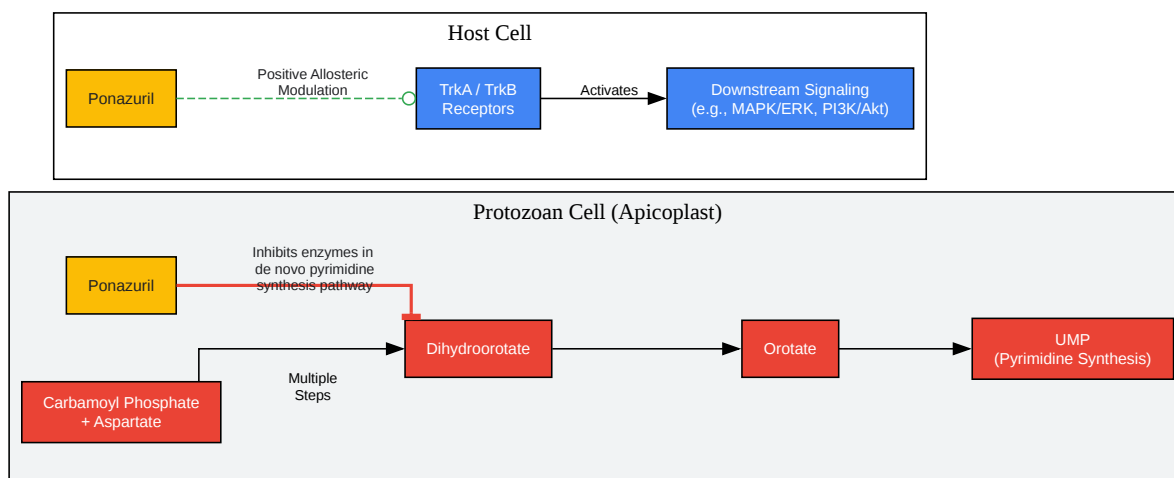 Host Cell
Ponazuril
Positive Allosteric
Modulation
TrkA / TrkB
Receptors
Activates
Downstream Signaling
(e.g., MAPK/ERK, PI3K/Akt)
Protozoan Cell (Apicoplast)
Ponazuril
Inhibits enzymes in
de novo pyrimidine
synthesis pathway
Carbamoyl Phosphate
+ Aspartate
Multiple
Steps
Dihydroorotate
Orotate
UMP
(Pyrimidine Synthesis)